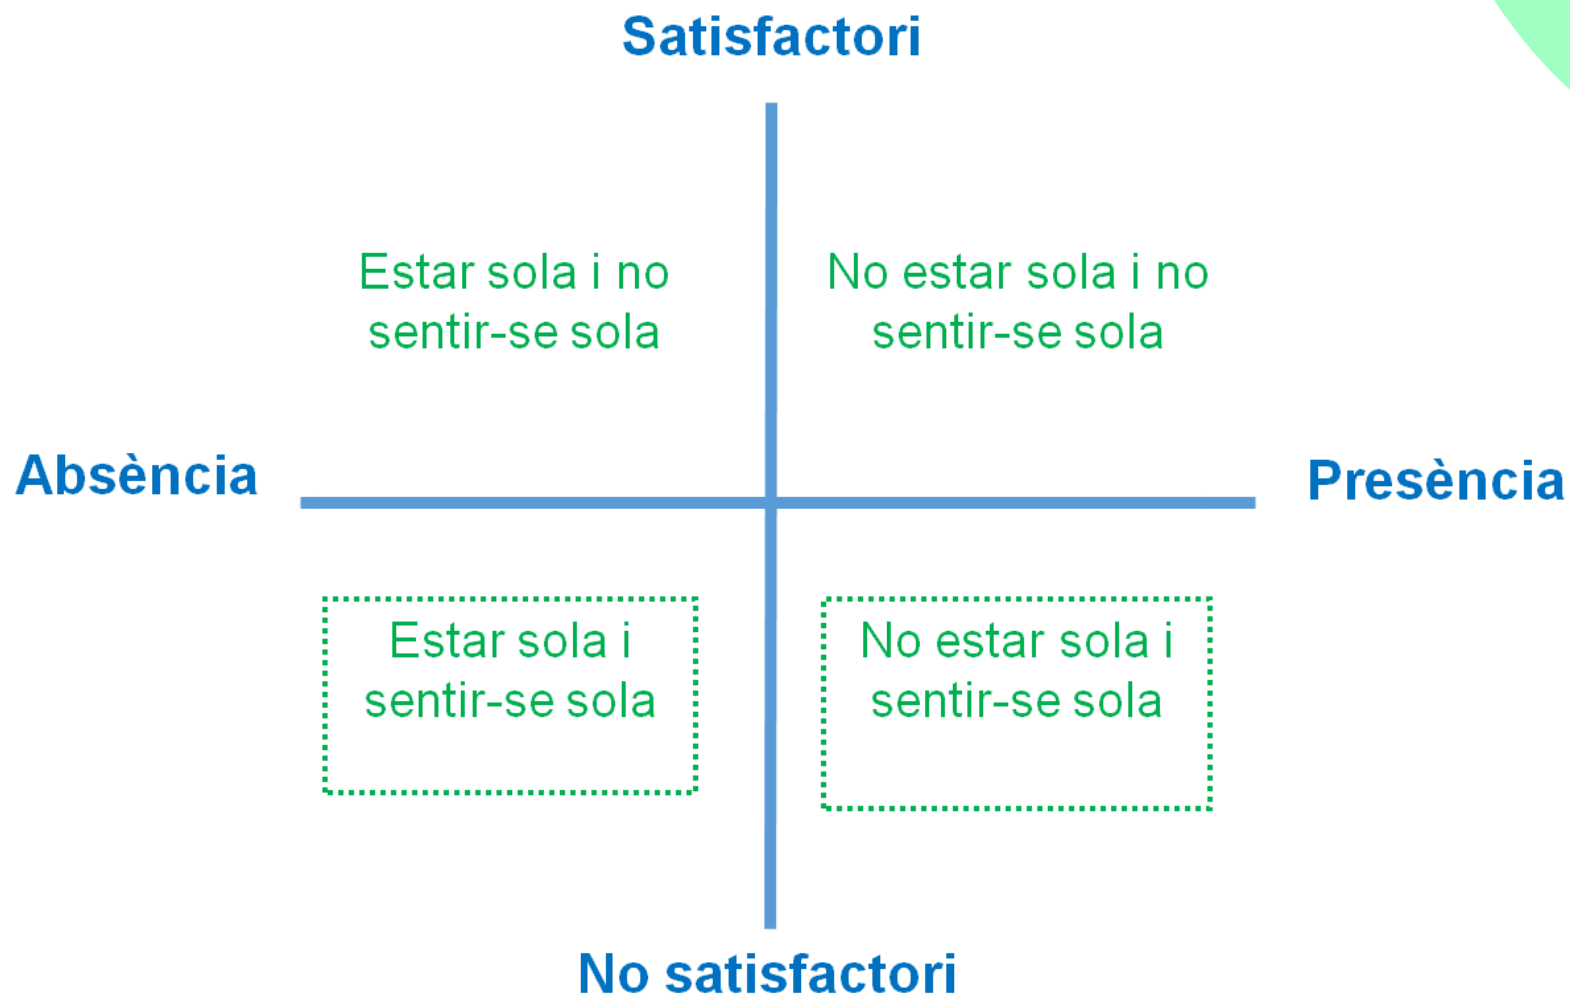 Satisfactori
Estar sola i no
sentir-se sola
No estar sola i no
sentir-se sola
Absència
Presència
Estar sola i
sentir-se sola
No estar sola i
sentir-se sola
No satisfactori